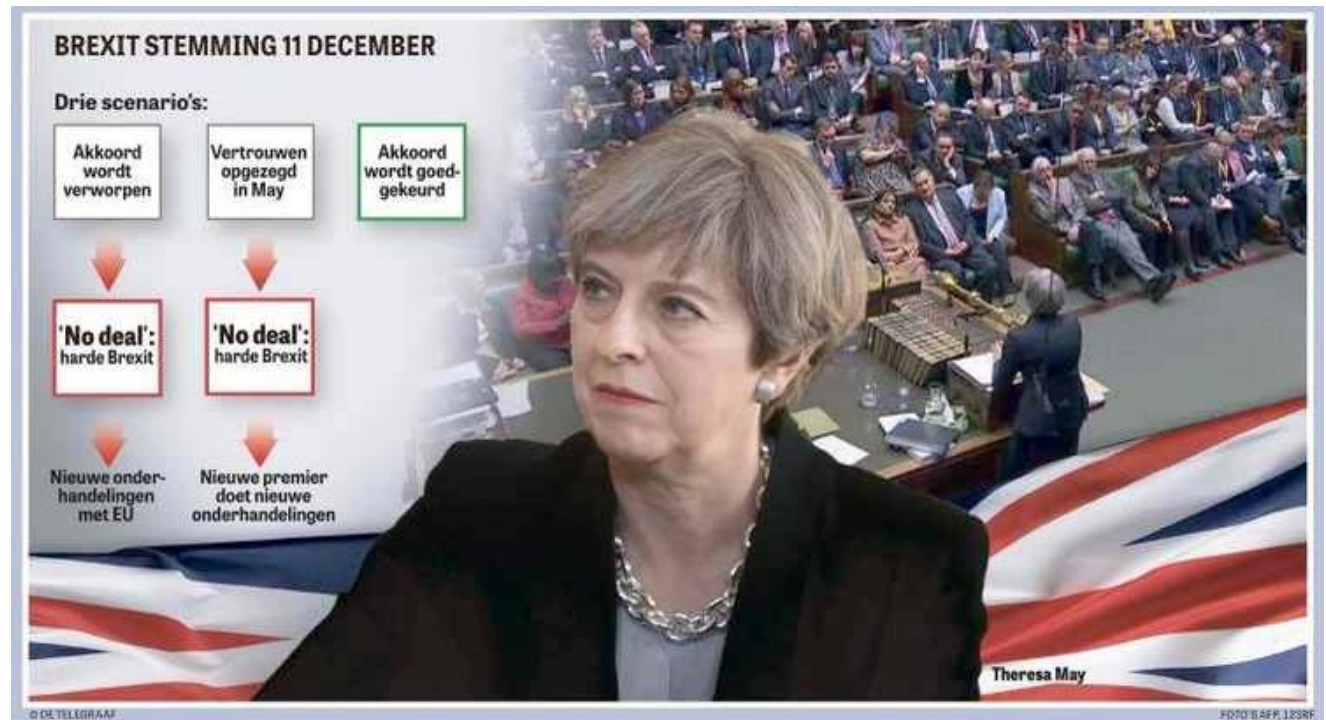 BREXIT STEMMING 11 DECEMBER
Drie scenario's:
Akkoord
wordt
verworpen
Vertrouwen
opgezegd
in May
Akkoord
wordt goed-
gekeurd
'No deal':
harde Brexit
'No deal':
harde Brexit
Nieuwe onder-
handelingen
met EU
Nieuwe premier
doet nieuwe
onderhandelingen
Theresa May
© DE TELEGRAAF
FOTO'S AFP, 123RF